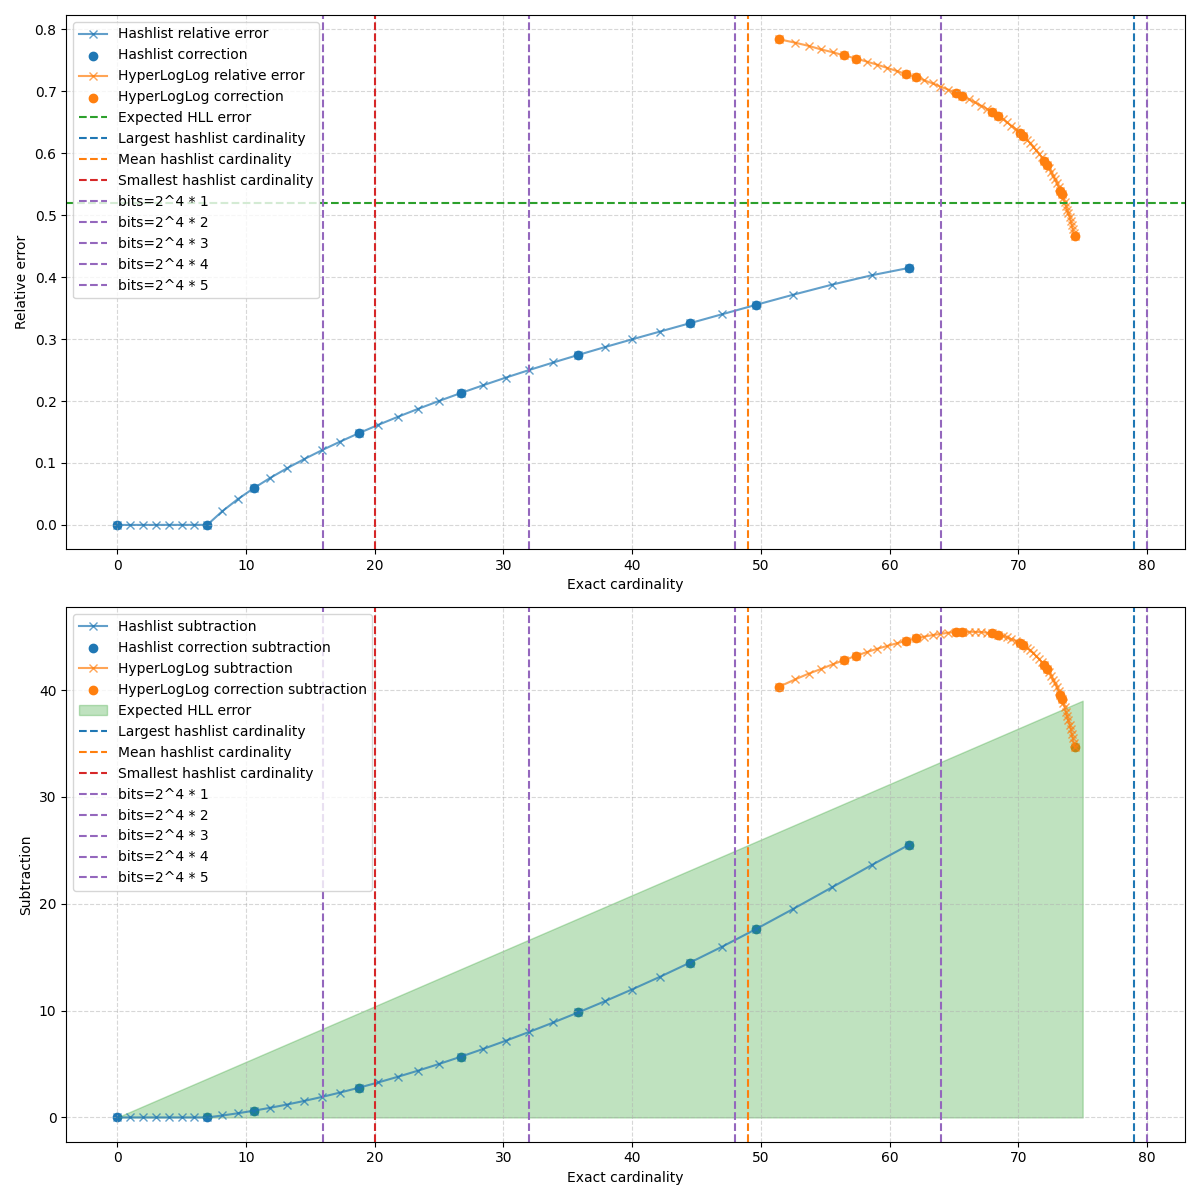 0.8
0.7
0.6
0.5
0.4
0.3
0.2
0.1
0.0
Relative error
Hashlist relative error
Hashlist correction
HyperLogLog relative error
HyperLogLog correction
Expected HLL error
Largest hashlist cardinality
Mean hashlist cardinality
Smallest hashlist cardinality
bits=2^4 * 1
bits=2^4 * 2
bits=2^4 * 3
bits=2^4 * 4
bits=2^4 * 5
0 10 20 30 40 50 60 70 80
Exact cardinality
40
30
20
10
0
Subtraction
Hashlist subtraction
Hashlist correction subtraction
HyperLogLog subtraction
HyperLogLog correction subtraction
Expected HLL error
Largest hashlist cardinality
Mean hashlist cardinality
Smallest hashlist cardinality
bits=2^4 * 1
bits=2^4 * 2
bits=2^4 * 3
bits=2^4 * 4
bits=2^4 * 5
0 10 20 30 40 50 60 70 80
Exact cardinality